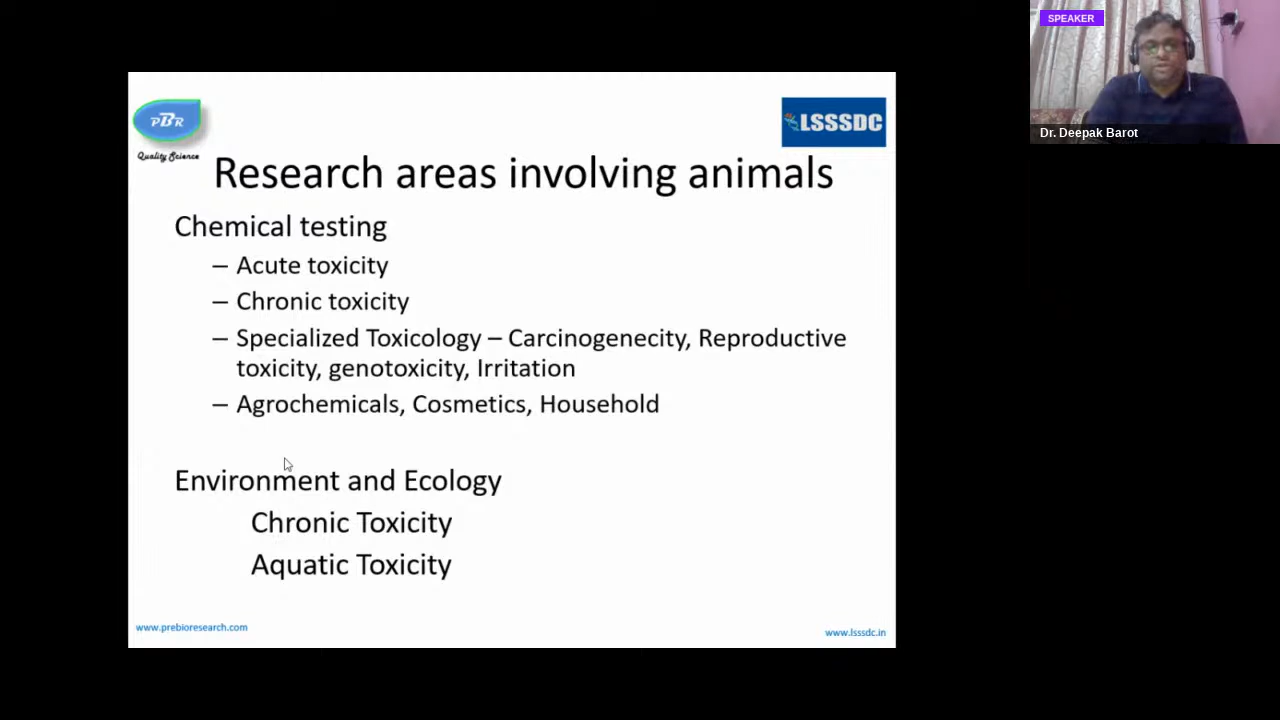 SPEAKER
Dr. Deepak Barot
PBR
Quality Science
LSSSDC
Research areas involving animals
Chemical testing
– Acute toxicity
– Chronic toxicity
– Specialized Toxicology – Carcinogenecity, Reproductive
toxicity, genotoxicity, Irritation
– Agrochemicals, Cosmetics, Household
Environment and Ecology
Chronic Toxicity
Aquatic Toxicity
www.prebioresearch.com
www.lsssdc.in